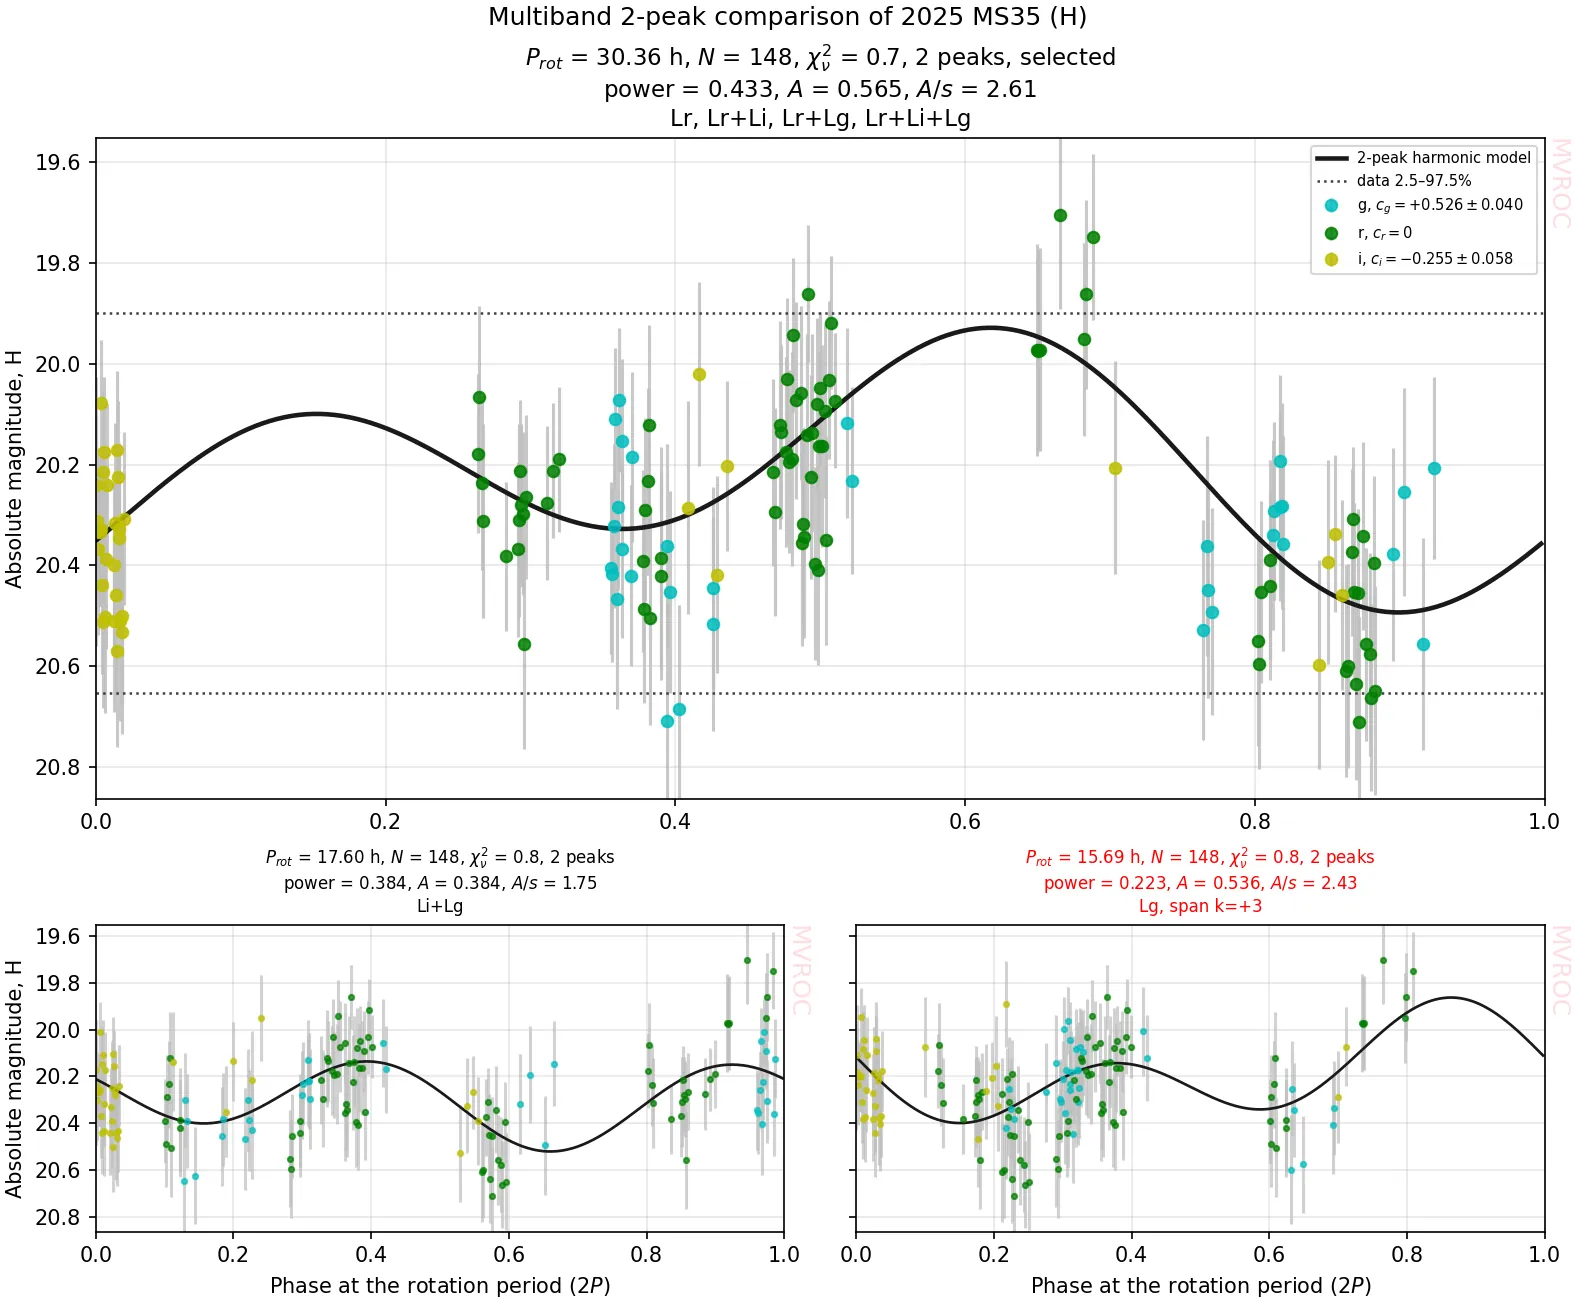 Multiband 2-peak comparison of 2025 MS35 (H)
P_rot = 30.36 h, N = 148, χ²_ν = 0.7, 2 peaks, selected
power = 0.433, A = 0.565, A/s = 2.61
Lr, Lr+Li, Lr+Lg, Lr+Li+Lg
Absolute magnitude, H
19.6
19.8
20.0
20.2
20.4
20.6
20.8
0.0 0.2 0.4 0.6 0.8 1.0
2-peak harmonic model
data 2.5–97.5%
g, c_g = +0.526 ± 0.040
r, c_r = 0
i, c_i = −0.255 ± 0.058
MVROC
P_rot = 17.60 h, N = 148, χ²_ν = 0.8, 2 peaks
power = 0.384, A = 0.384, A/s = 1.75
Li+Lg
Absolute magnitude, H
19.6
19.8
20.0
20.2
20.4
20.6
20.8
0.0 0.2 0.4 0.6 0.8 1.0
Phase at the rotation period (2P)
MVROC
P_rot = 15.69 h, N = 148, χ²_ν = 0.8, 2 peaks
power = 0.223, A = 0.536, A/s = 2.43
Lg, span k=+3
0.0 0.2 0.4 0.6 0.8 1.0
Phase at the rotation period (2P)
MVROC